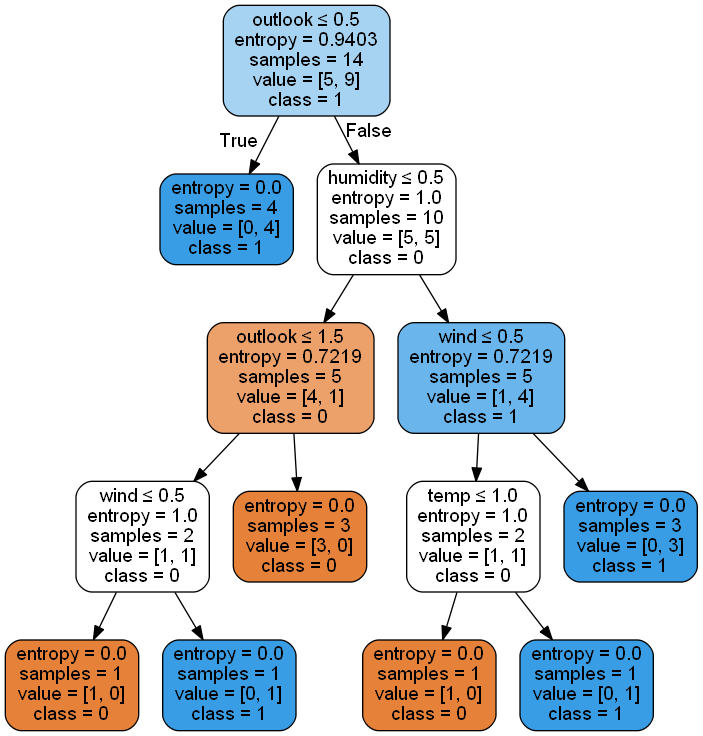 outlook ≤ 0.5
entropy = 0.9403
samples = 14
value = [5, 9]
class = 1
True
False
entropy = 0.0
samples = 4
value = [0, 4]
class = 1
humidity ≤ 0.5
entropy = 1.0
samples = 10
value = [5, 5]
class = 0
outlook ≤ 1.5
entropy = 0.7219
samples = 5
value = [4, 1]
class = 0
wind ≤ 0.5
entropy = 0.7219
samples = 5
value = [1, 4]
class = 1
wind ≤ 0.5
entropy = 1.0
samples = 2
value = [1, 1]
class = 0
entropy = 0.0
samples = 3
value = [3, 0]
class = 0
temp ≤ 1.0
entropy = 1.0
samples = 2
value = [1, 1]
class = 0
entropy = 0.0
samples = 3
value = [0, 3]
class = 1
entropy = 0.0
samples = 1
value = [1, 0]
class = 0
entropy = 0.0
samples = 1
value = [0, 1]
class = 1
entropy = 0.0
samples = 1
value = [1, 0]
class = 0
entropy = 0.0
samples = 1
value = [0, 1]
class = 1